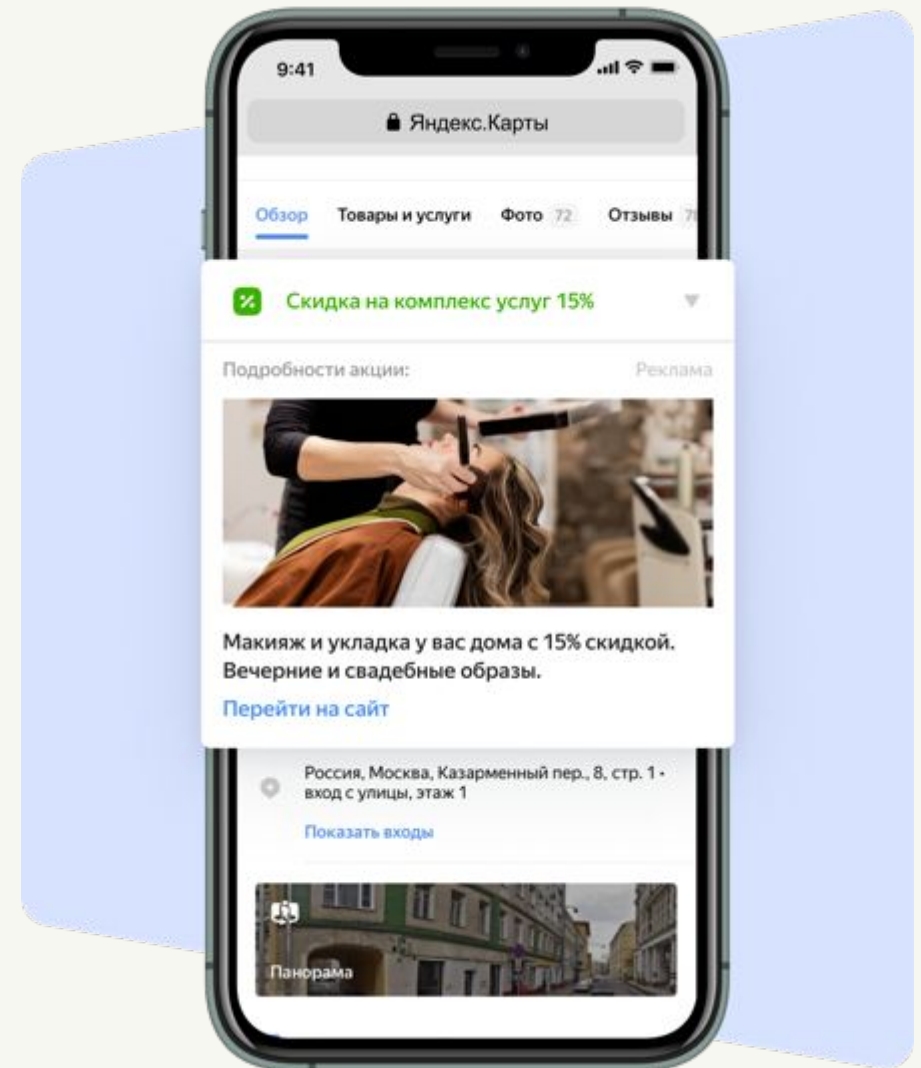 9:41
Яндекс.Карты
Обзор Товары и услуги Фото 72 Отзывы
Скидка на комплекс услуг 15%
Подробности акции: Реклама
Макияж и укладка у вас дома с 15% скидкой.
Вечерние и свадебные образы.
Перейти на сайт
Россия, Москва, Казарменный пер., 8, стр. 1 •
вход с улицы, этаж 1
Показать входы
Панорама